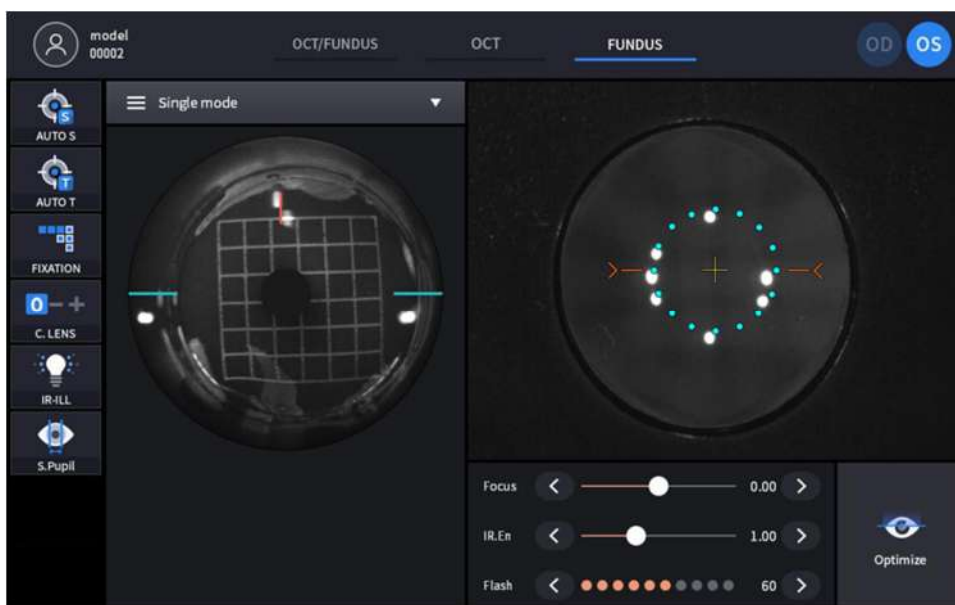 model
00002
OCT/FUNDUS
OCT
FUNDUS
OD
OS
S
AUTO S
T
AUTO T
FIXATION
0 - +
C. LENS
IR-ILL
S.Pupil
Single mode
Focus
0.00
IR.En
1.00
Flash
60
Optimize